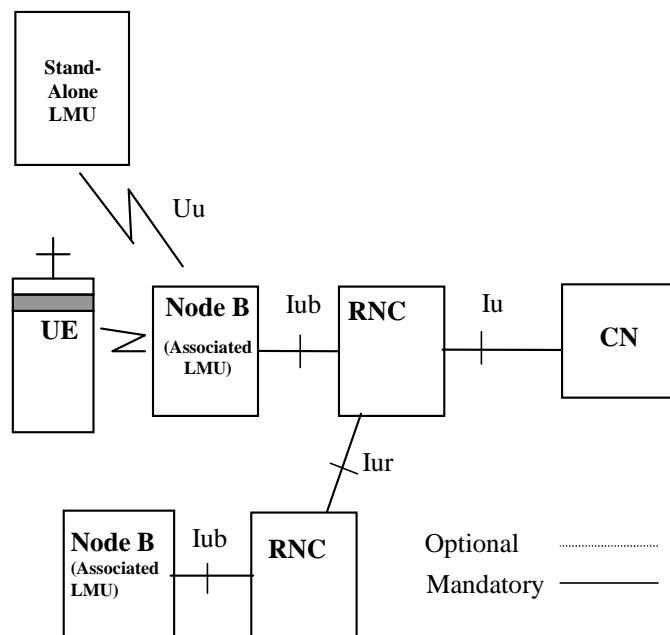 Stand-
Alone
LMU
Uu
UE
Node B
(Associated
LMU)
Iub
RNC
Iu
CN
Iur
Node B
(Associated
LMU)
Iub
RNC
Optional
Mandatory